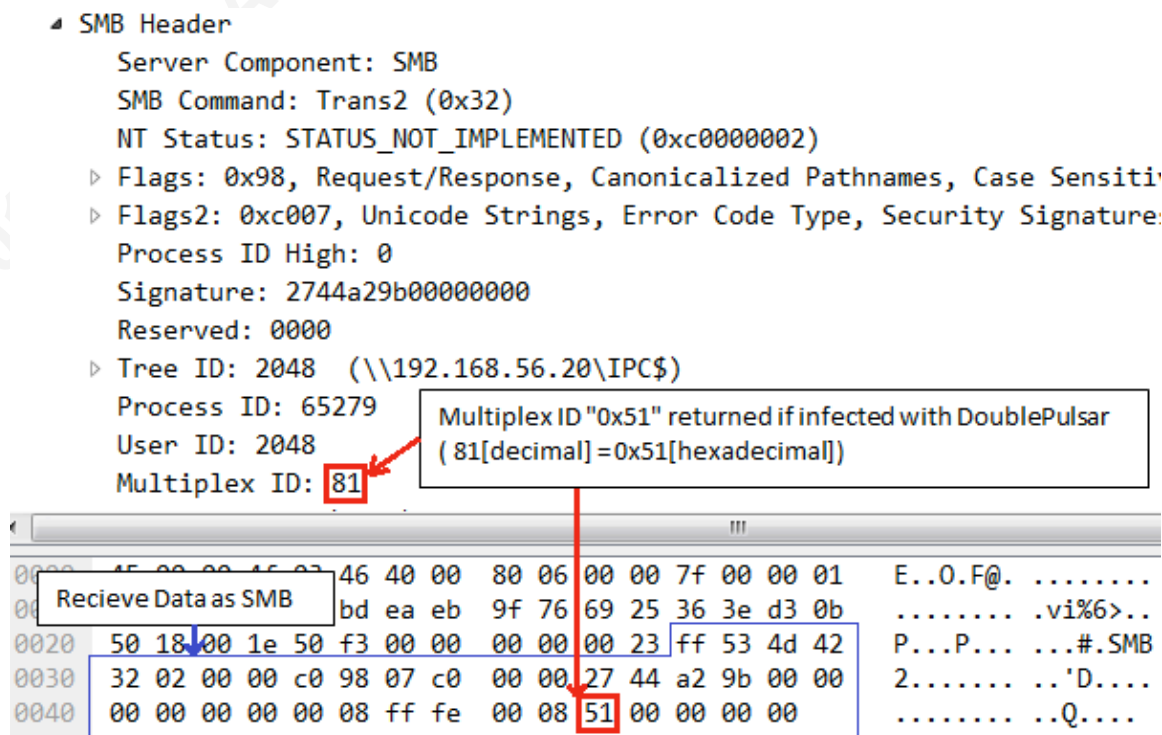 SMB Header
Server Component: SMB
SMB Command: Trans2 (0x32)
NT Status: STATUS_NOT_IMPLEMENTED (0xc0000002)
Flags: 0x98, Request/Response, Canonicalized Pathnames, Case Sensitiv
Flags2: 0xc007, Unicode Strings, Error Code Type, Security Signatures
Process ID High: 0
Signature: 2744a29b00000000
Reserved: 0000
Tree ID: 2048 (\\192.168.56.20\IPC$)
Process ID: 65279
User ID: 2048
Multiplex ID: 81
Multiplex ID "0x51" returned if infected with DoublePulsar
( 81[decimal] =0x51[hexadecimal])
46 40 00 80 06 00 00 7f 00 00 01 E..O.F@. ........
Recieve Data as SMB
bd ea eb 9f 76 69 25 36 3e d3 0b ........ .vi%6>..
0020 50 18 00 1e 50 f3 00 00 00 00 00 23 ff 53 4d 42 P...P... ...#.SMB
0030 32 02 00 00 c0 98 07 c0 00 00 27 44 a2 9b 00 00 2....... ..'D....
0040 00 00 00 00 00 08 ff fe 00 08 51 00 00 00 00 ........ ..Q....